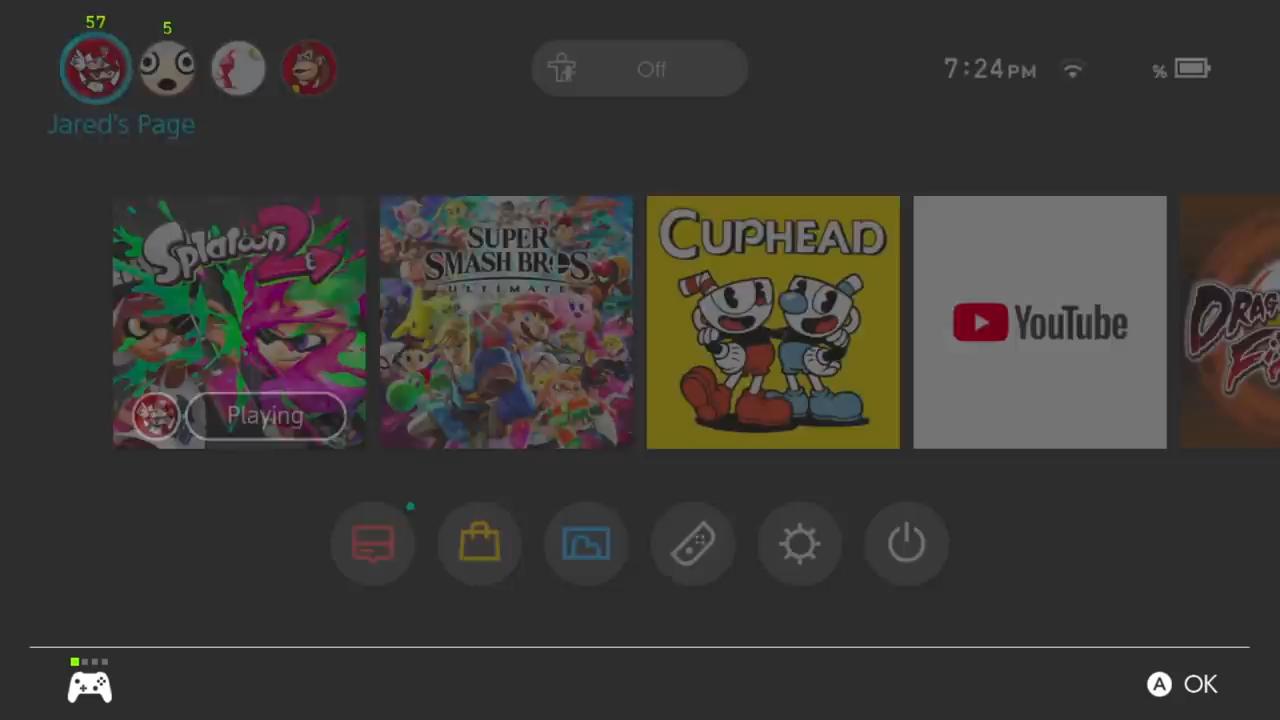 57
5
Off
7:24PM
%
Jared's Page
Splatoon 2
SUPER
SMASH BROS.
ULTIMATE
CUPHEAD
YouTube
Playing
A OK